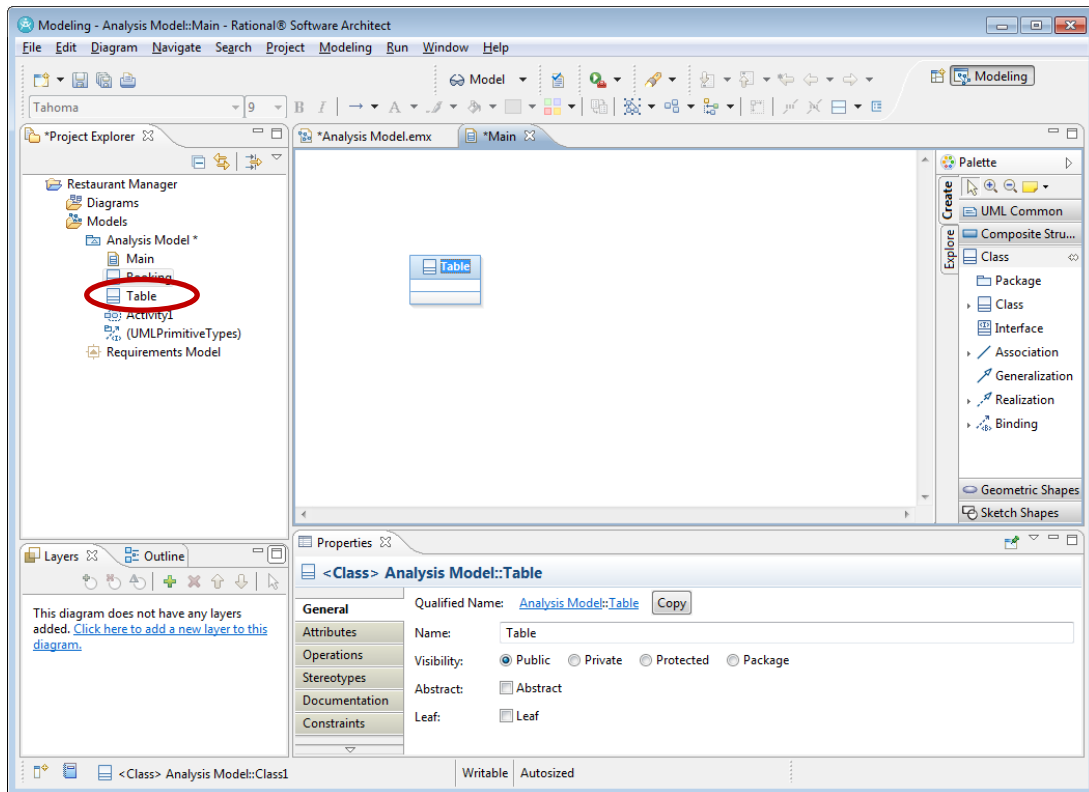 Modeling - Analysis Model::Main - Rational® Software Architect
File Edit Diagram Navigate Search Project Modeling Run Window Help
Model
Modeling
Tahoma 9 B I A
*Project Explorer
Restaurant Manager
Diagrams
Models
Analysis Model *
Main
Booking
Table
Activity1
(UMLPrimitiveTypes)
Requirements Model
*Analysis Model.emx *Main
Table
Palette
Create
Explore
UML Common
Composite Stru...
Class
Package
Class
Interface
Association
Generalization
Realization
Binding
Geometric Shapes
Sketch Shapes
Layers Outline
This diagram does not have any layers
added. Click here to add a new layer to this
diagram.
Properties
<Class> Analysis Model::Table
General
Attributes
Operations
Stereotypes
Documentation
Constraints
Qualified Name: Analysis Model::Table Copy
Name: Table
Visibility: Public Private Protected Package
Abstract: Abstract
Leaf: Leaf
<Class> Analysis Model::Class1
Writable Autosized